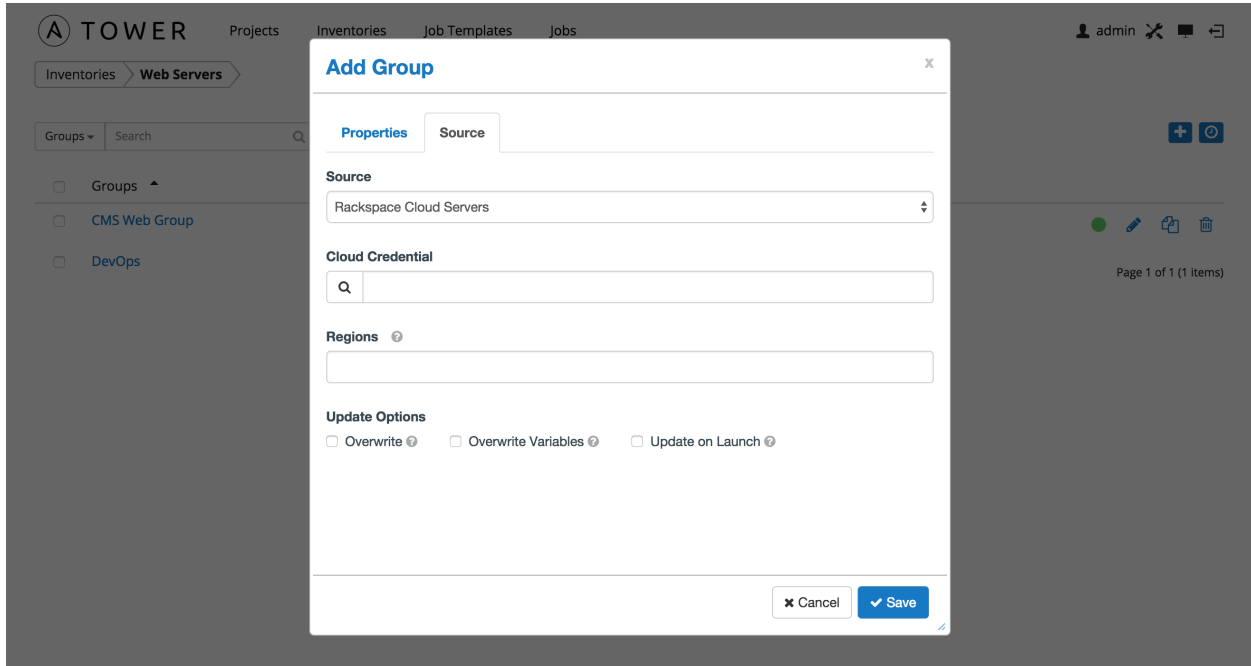 TOWER Projects Inventories Job Templates Jobs admin
Inventories Web Servers
Add Group x
Groups Search
Properties Source
Source
Groups
Rackspace Cloud Servers
CMS Web Group
Cloud Credential
DevOps
Page 1 of 1 (1 items)
Regions ?
Update Options
Overwrite ? Overwrite Variables ? Update on Launch ?
Cancel Save